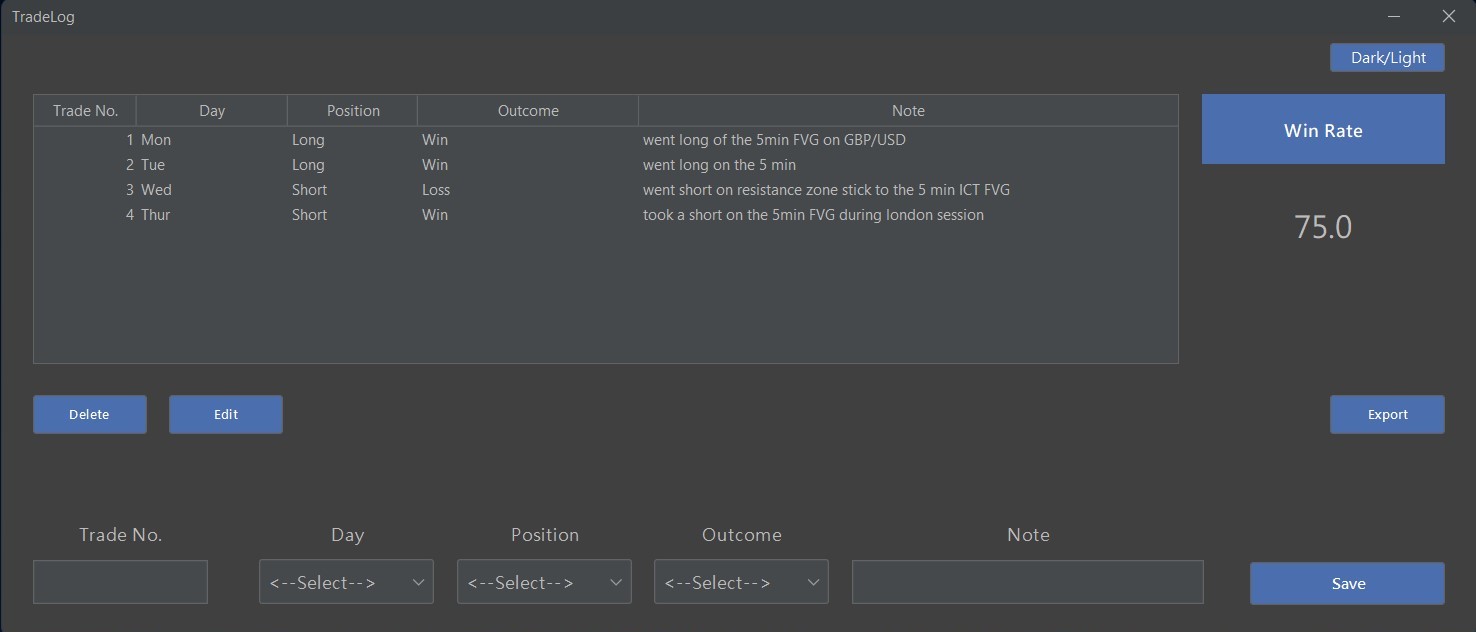 TradeLog
Dark/Light
Trade No. Day Position Outcome Note
1 Mon Long Win went long of the 5min FVG on GBP/USD
2 Tue Long Win went long on the 5 min
3 Wed Short Loss went short on resistance zone stick to the 5 min ICT FVG
4 Thur Short Win took a short on the 5min FVG during london session
Win Rate
75.0
Delete Edit Export
Trade No. Day Position Outcome Note
<--Select--> <--Select--> <--Select--> Save